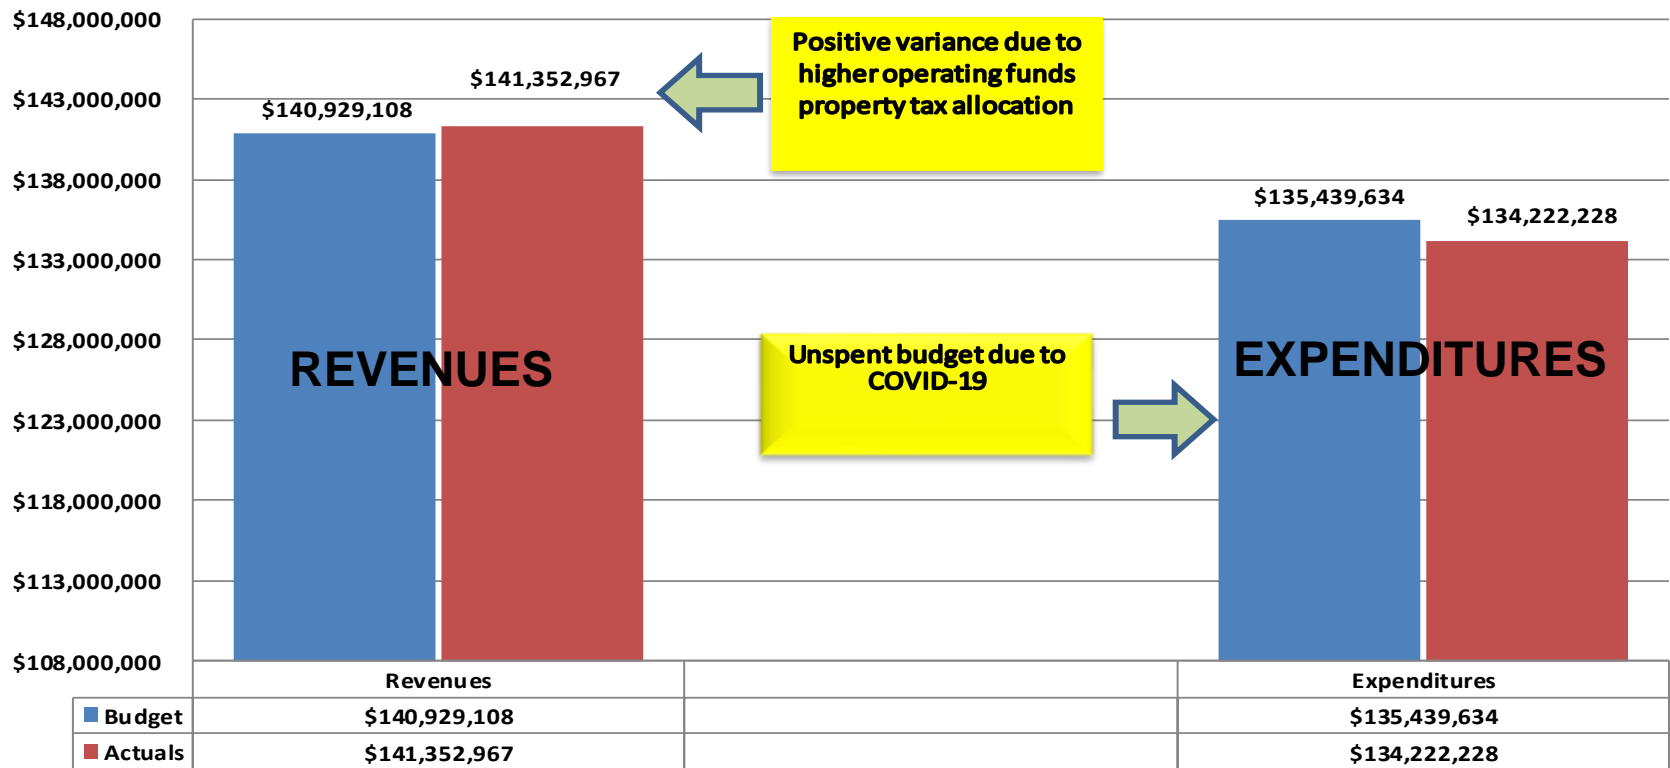 $148,000,000
$143,000,000
$138,000,000
$133,000,000
$128,000,000
$123,000,000
$118,000,000
$113,000,000
$108,000,000
$140,929,108
$141,352,967
Positive variance due to
higher operating funds
property tax allocation
REVENUES
Unspent budget due to
COVID-19
$135,439,634
$134,222,228
EXPENDITURES
Revenues Expenditures
Budget $140,929,108 $135,439,634
Actuals $141,352,967 $134,222,228